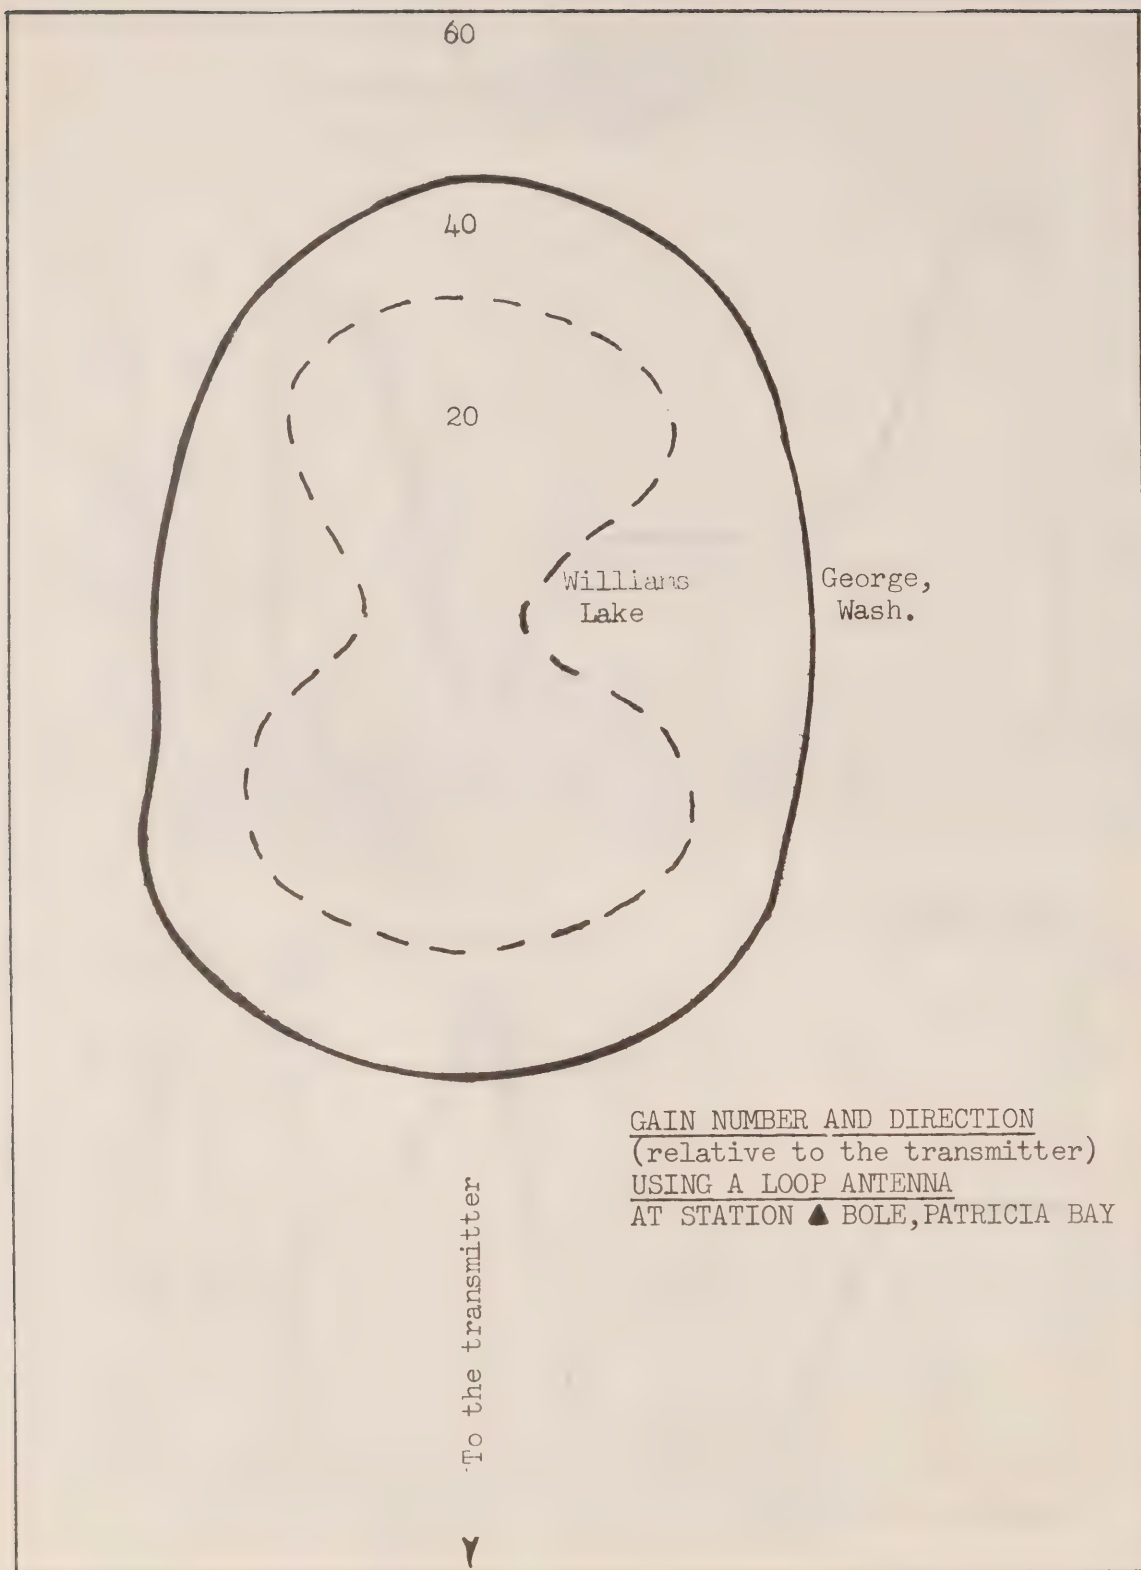 60
40
20
Williams
Lake
George,
Wash.
GAIN NUMBER AND DIRECTION
(relative to the transmitter)
USING A LOOP ANTENNA
AT STATION ▲ BOLE, PATRICIA BAY
To the transmitter